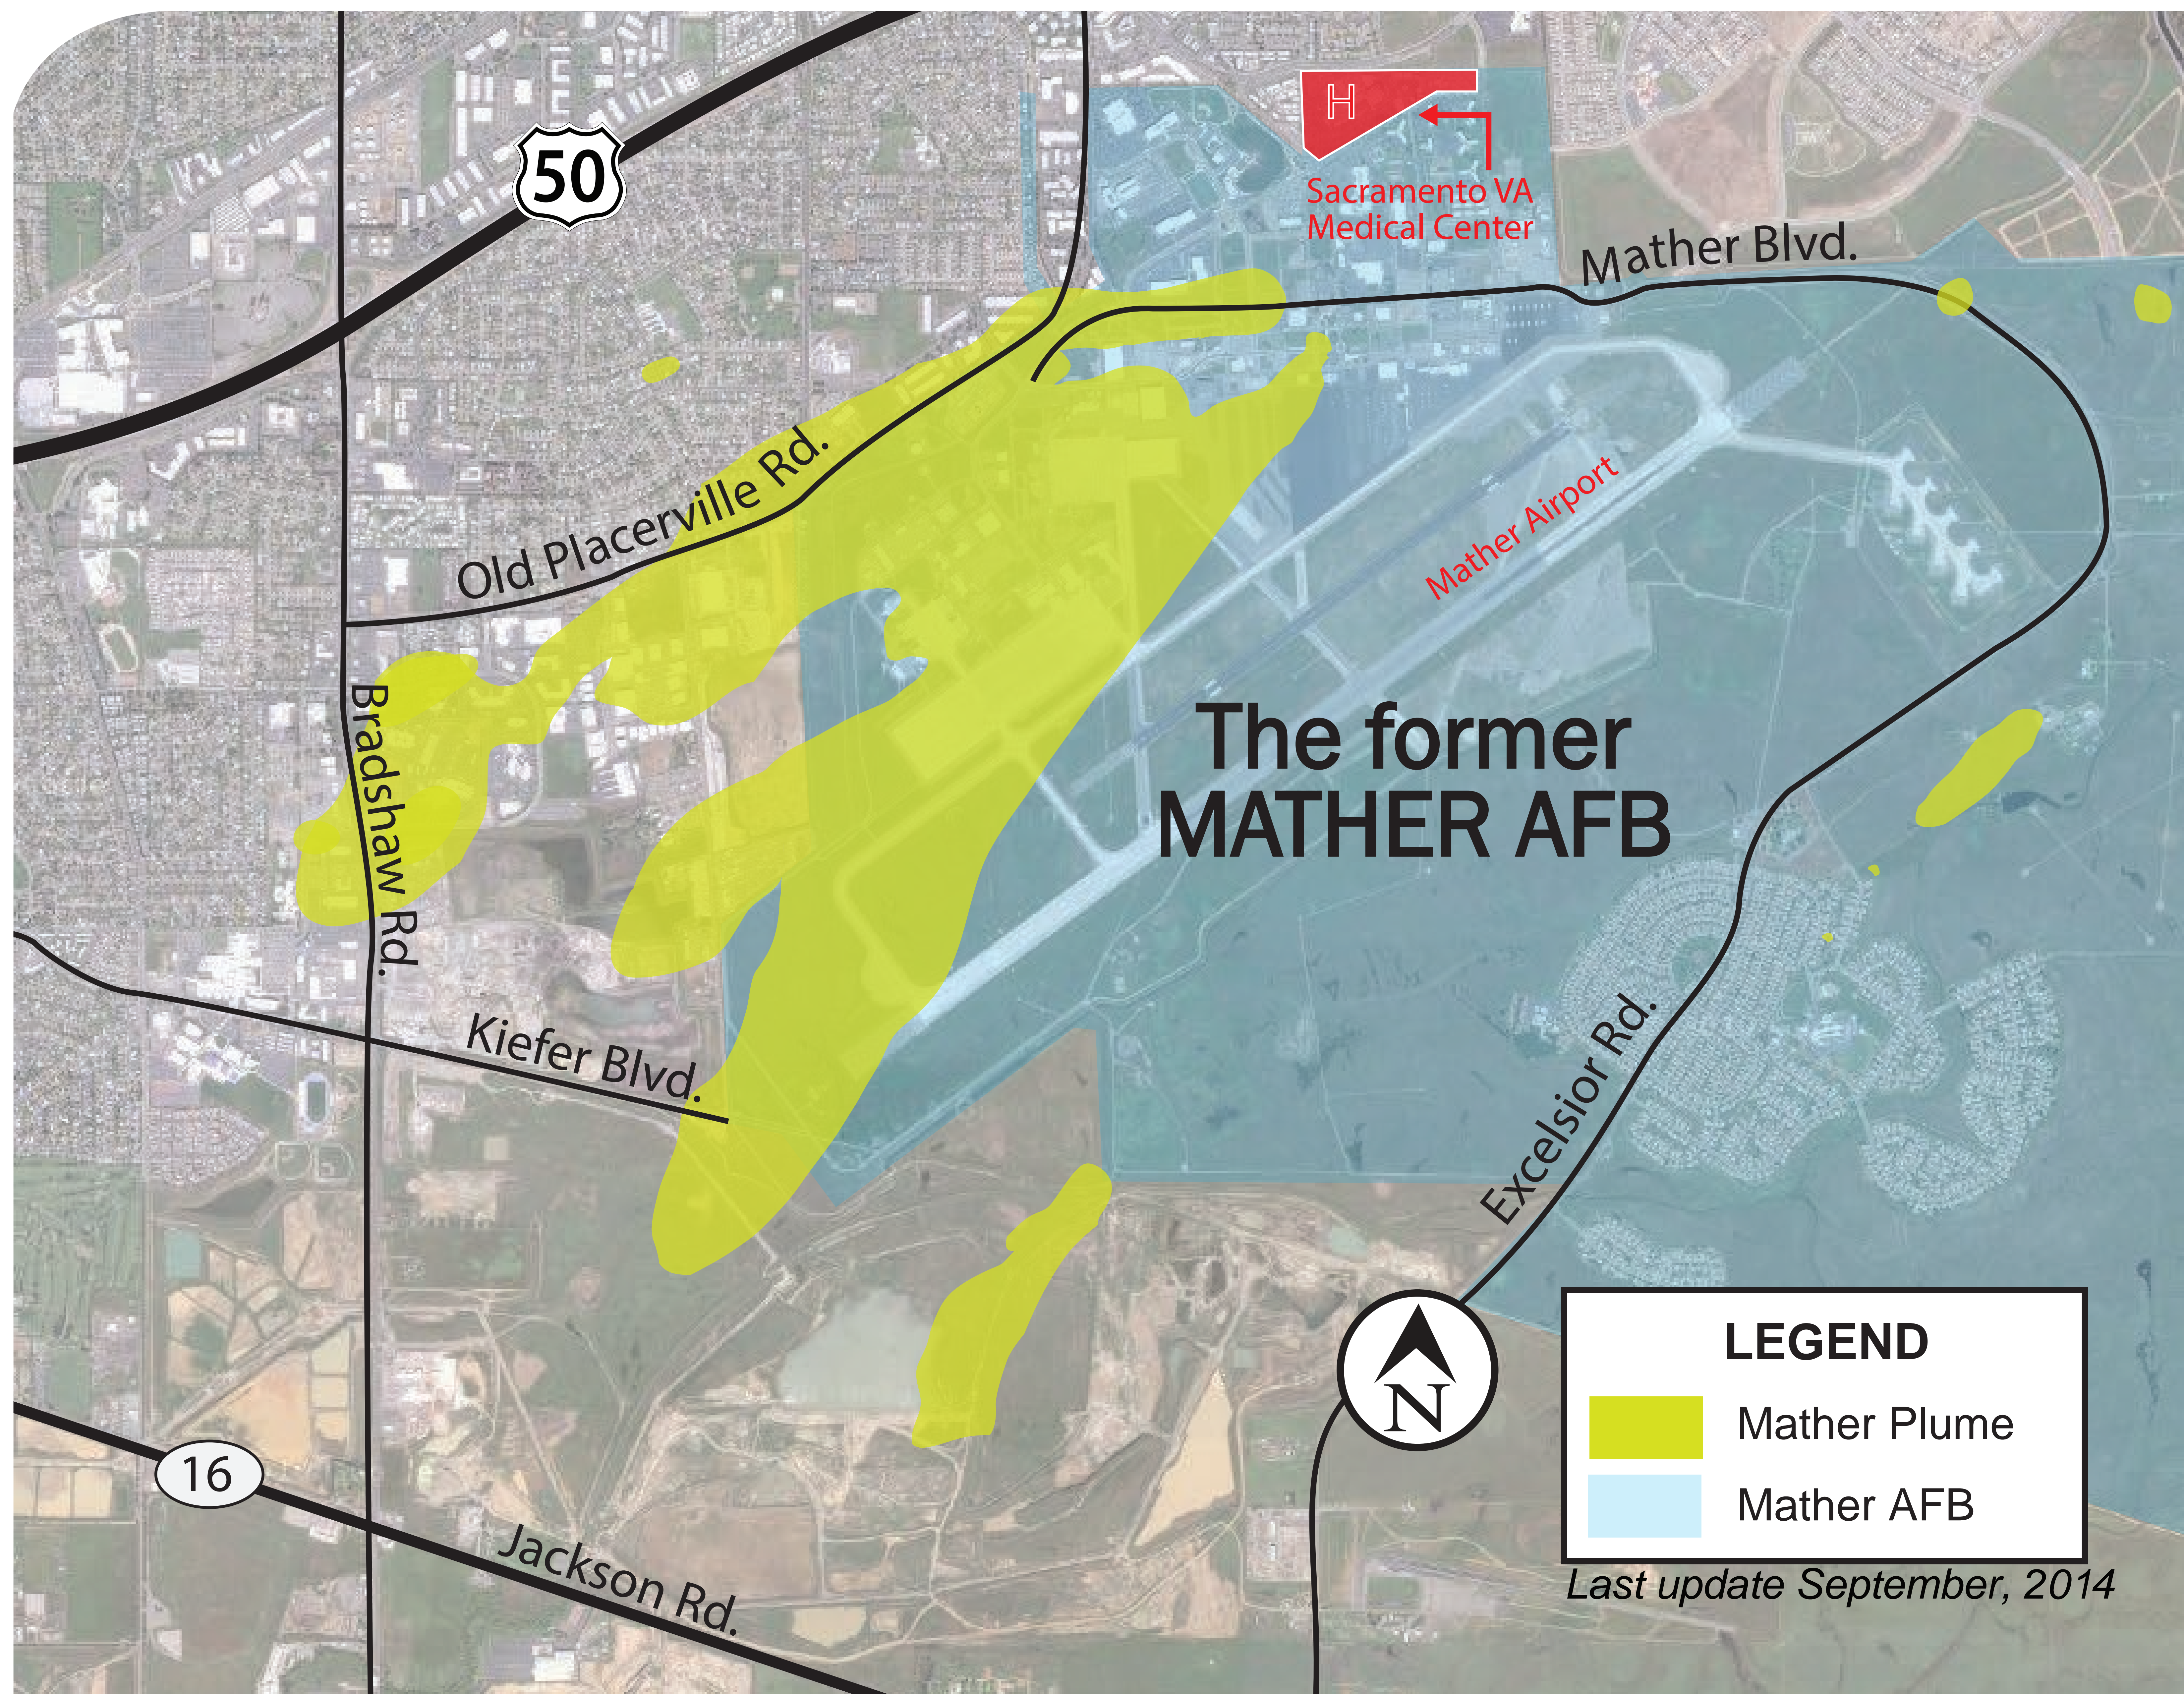 50
H
Sacramento VA
Medical Center
Mather Blvd.
Old Placerville Rd.
Mather Airport
Bradshaw Rd.
The former
MATHER AFB
Kiefer Blvd.
Excelsior Rd.
N
16
Jackson Rd.
LEGEND
Mather Plume
Mather AFB
Last update September, 2014